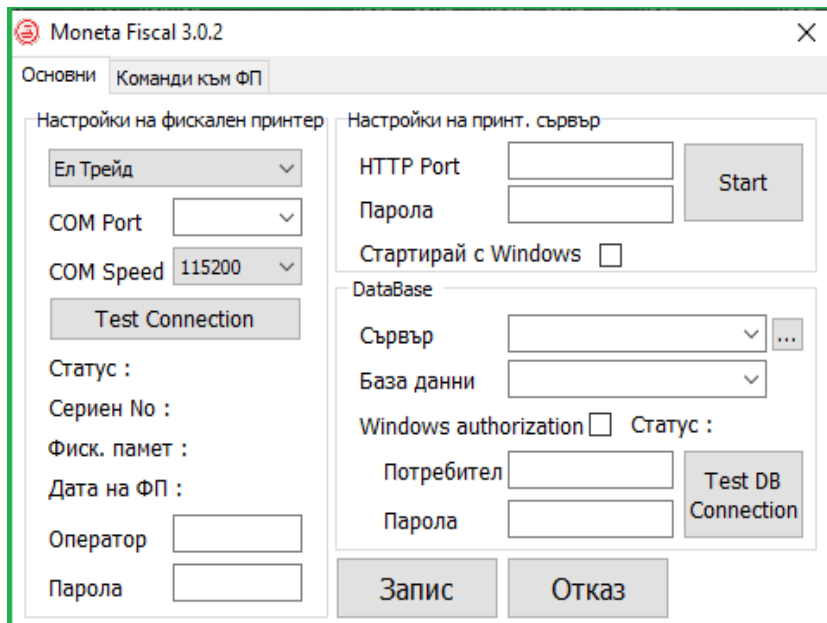 Moneta Fiscal 3.0.2
Основни
Команди към ФП
Настройки на фискален принтер
Ел Трейд
COM Port
COM Speed 115200
Test Connection
Статус :
Сериен No :
Фиск. памет :
Дата на ФП :
Оператор
Парола
Настройки на принт. сървър
HTTP Port
Парола
Start
Стартирай с Windows
DataBase
Сървър
...
База данни
Windows authorization
Статус :
Потребител
Парола
Test DB
Connection
Запис
Отказ